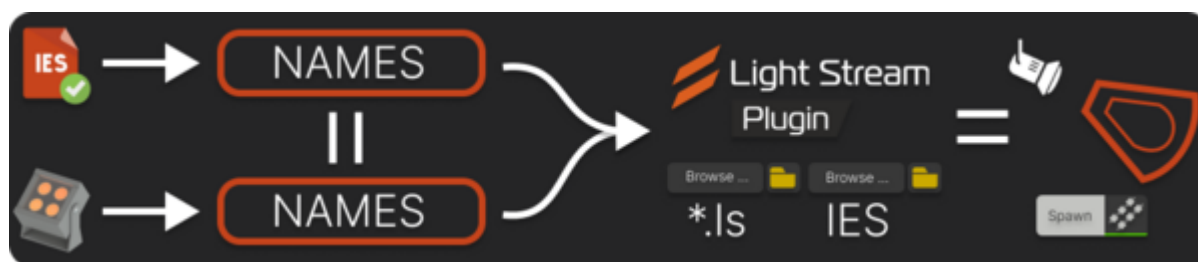 IES
NAMES
NAMES
Light Stream
Plugin
Browse ...
Browse ...
*.ls
IES
Spawn